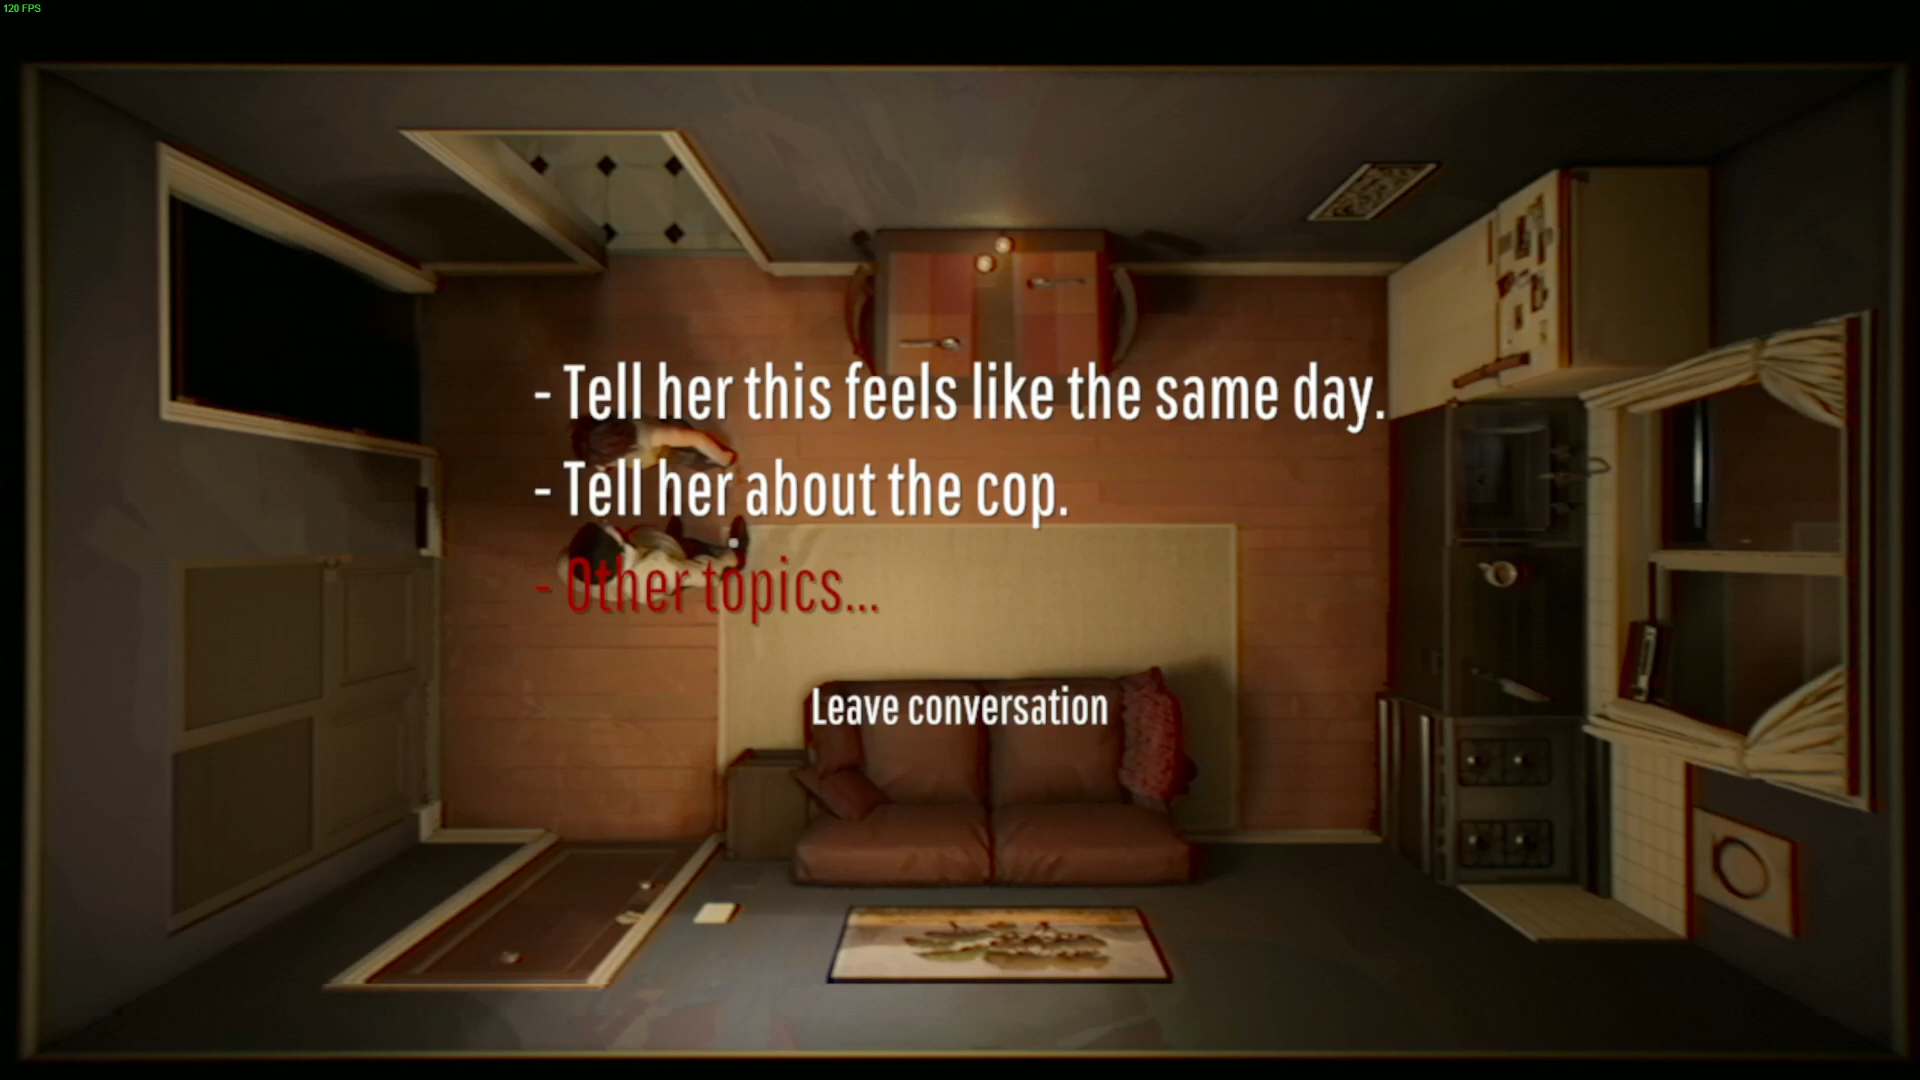 120 FPS
- Tell her this feels like the same day.
- Tell her about the cop.
- Other topics...
Leave conversation